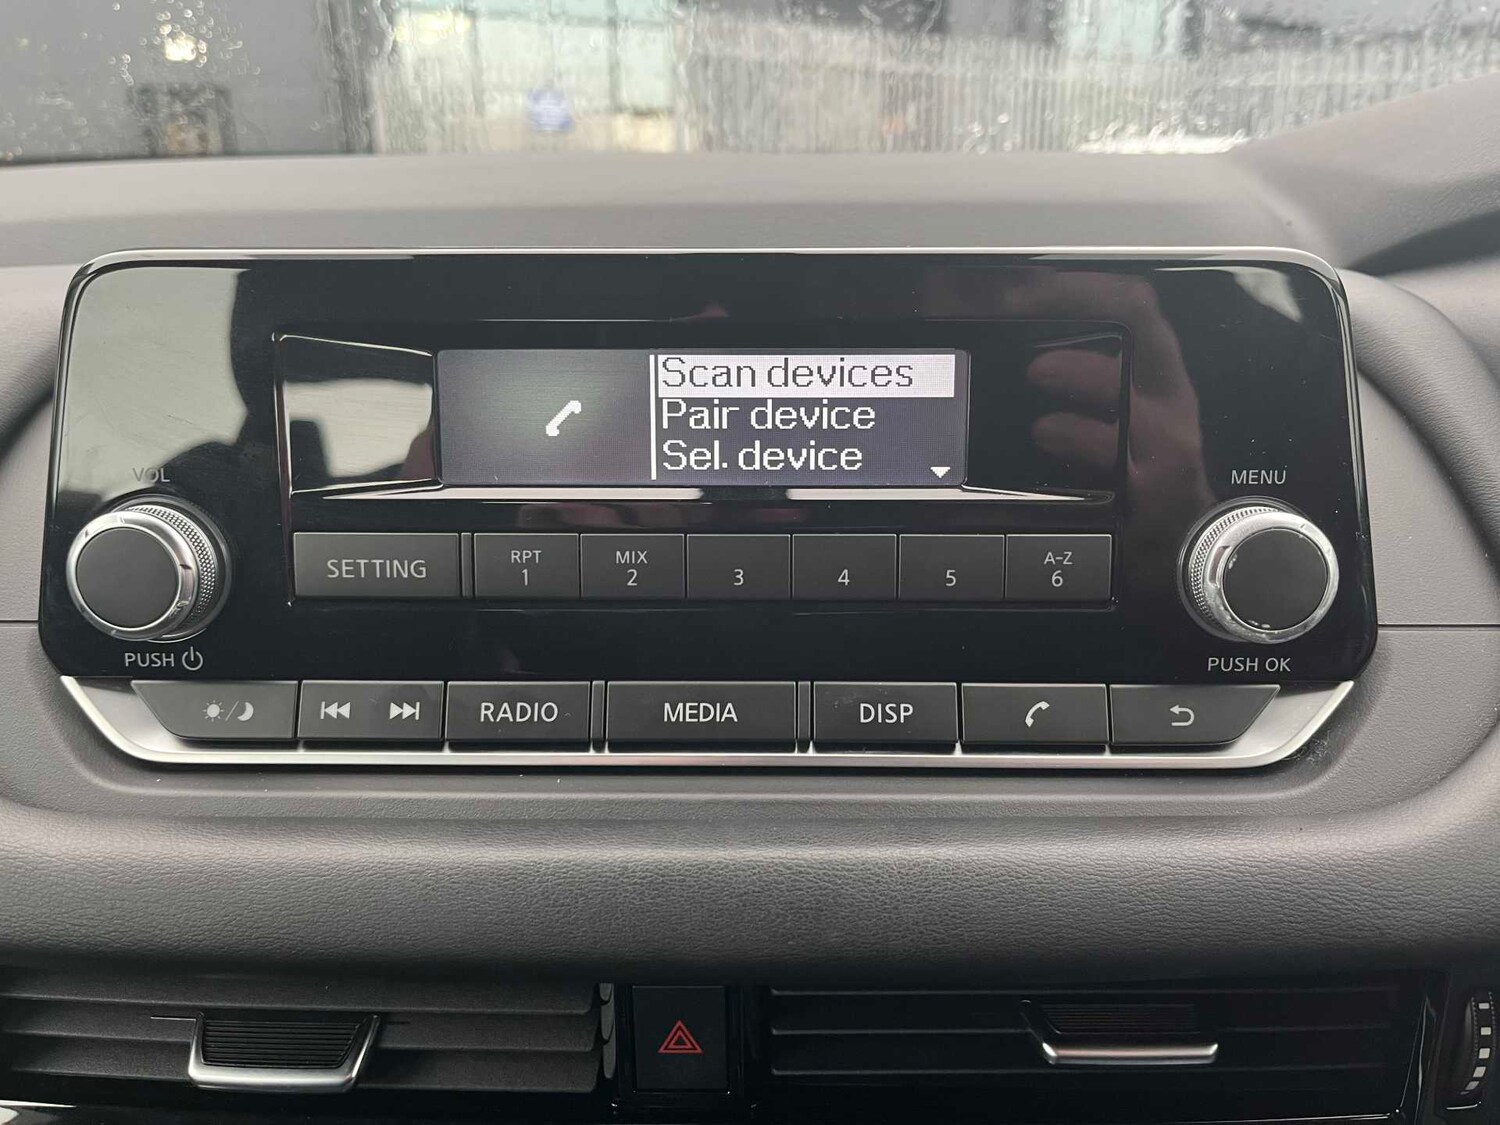 Scan devices
Pair device
Sel. device
VOL
MENU
SETTING
RPT
1
MIX
2
3
4
5
A-Z
6
PUSH
PUSH OK
RADIO
MEDIA
DISP